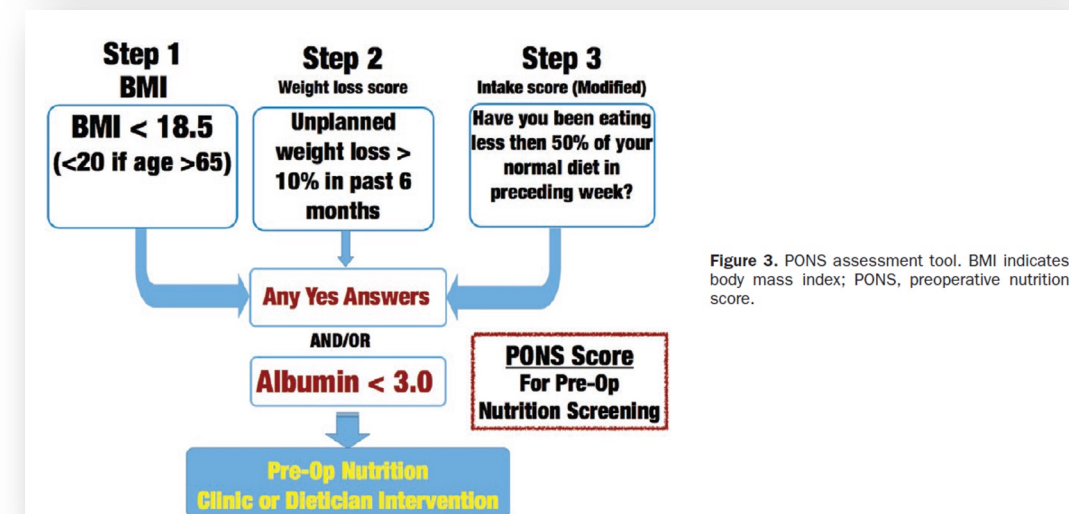 Step 1
BMI
BMI < 18.5
(<20 if age >65)
Step 2
Weight loss score
Unplanned
weight loss >
10% in past 6
months
Step 3
Intake score (Modified)
Have you been eating
less then 50% of your
normal diet in
preceding week?
Any Yes Answers
AND/OR
Albumin < 3.0
PONS Score
For Pre-Op
Nutrition Screening
Pre-Op Nutrition
Clinic or Dietician Intervention
Figure 3. PONS assessment tool. BMI indicates
body mass index; PONS, preoperative nutrition
score.